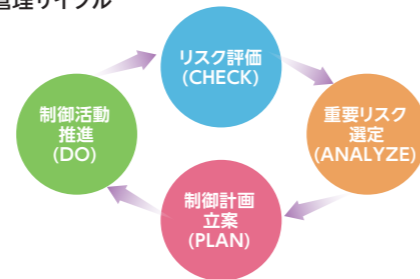 管理サイクル
リスク評価
(CHECK)
重要リスク
選定
(ANALYZE)
制御計画
立案
(PLAN)
制御活動
推進
(DO)